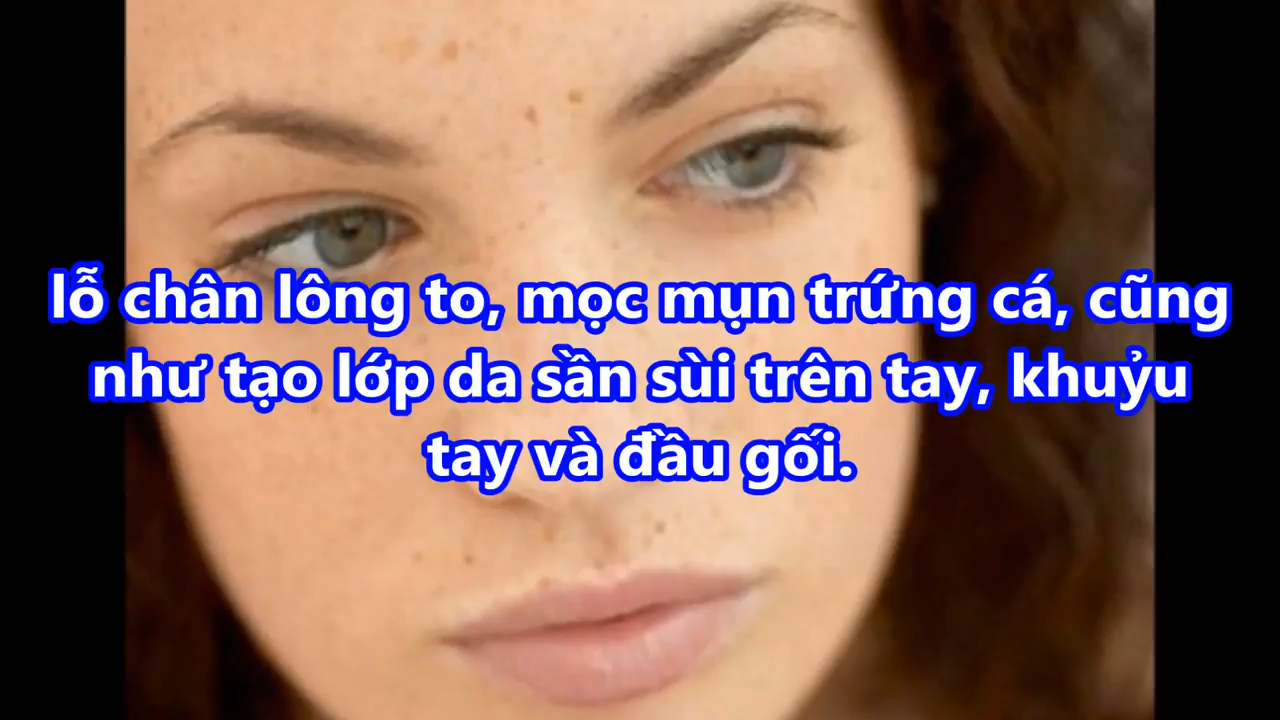 lỗ chân lông to, mọc mụn trứng cá, cũng
như tạo lớp da sần sùi trên tay, khuỷu
tay và đầu gối.